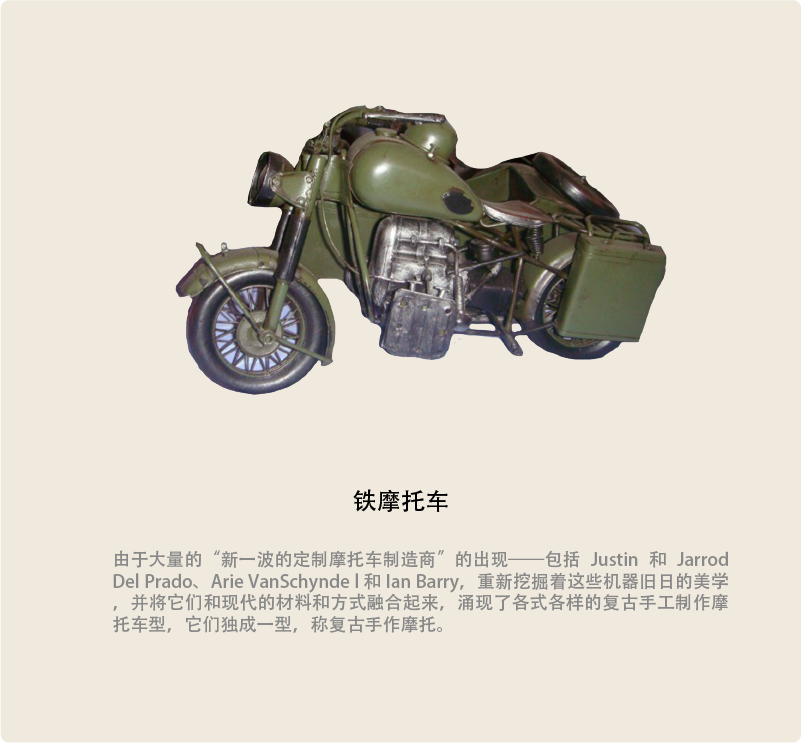 铁摩托车
由于大量的“新一波的定制摩托车制造商”的出现——包括 Justin 和 Jarrod
Del Prado、Arie VanSchynde l 和 Ian Barry，重新挖掘着这些机器旧日的美学
，并将它们和现代的材料和方式融合起来，涌现了各式各样的复古手工制作摩
托车型，它们独成一型，称复古手作摩托。